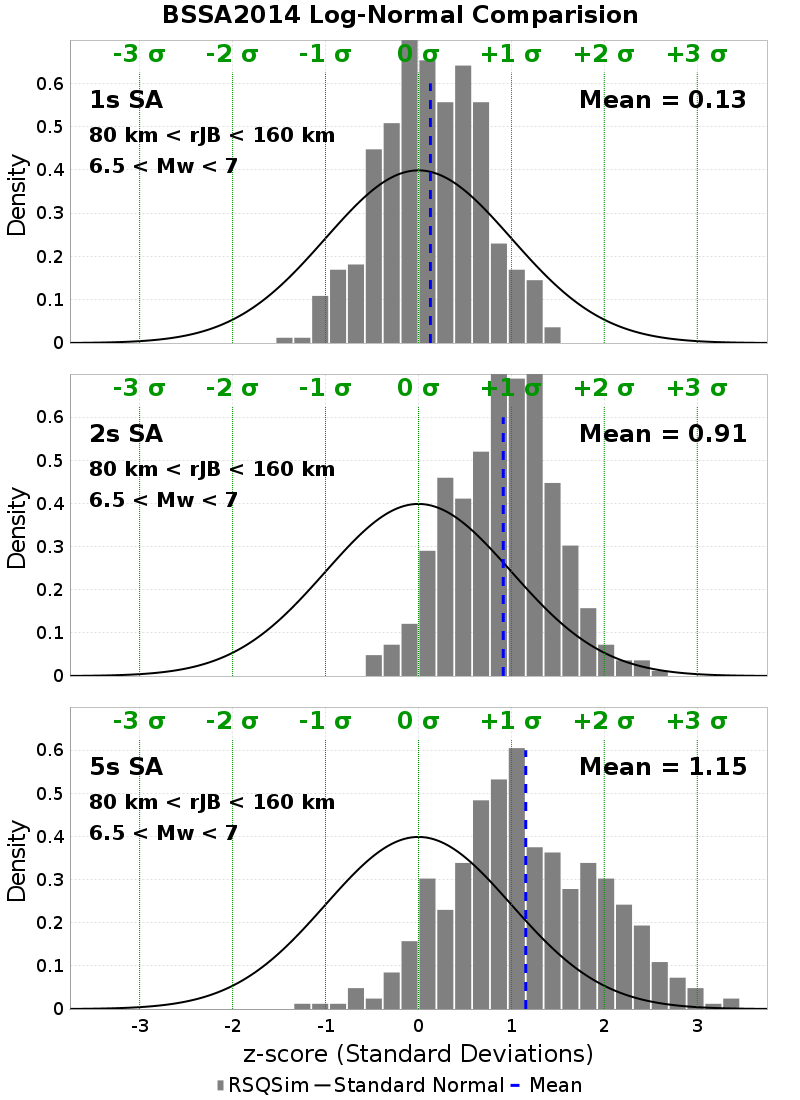 BSSA2014 Log-Normal Comparision
-3 σ -2 σ -1 σ 0 σ +1 σ +2 σ +3 σ
1s SA Mean = 0.13
80 km < rJB < 160 km
6.5 < Mw < 7
Density
0.6
0.5
0.4
0.3
0.2
0.1
0
-3 σ -2 σ -1 σ 0 σ +1 σ +2 σ +3 σ
2s SA Mean = 0.91
80 km < rJB < 160 km
6.5 < Mw < 7
Density
0.6
0.5
0.4
0.3
0.2
0.1
0
-3 σ -2 σ -1 σ 0 σ +1 σ +2 σ +3 σ
5s SA Mean = 1.15
80 km < rJB < 160 km
6.5 < Mw < 7
Density
0.6
0.5
0.4
0.3
0.2
0.1
0
-3 -2 -1 0 1 2 3
z-score (Standard Deviations)
RSQSim Standard Normal Mean